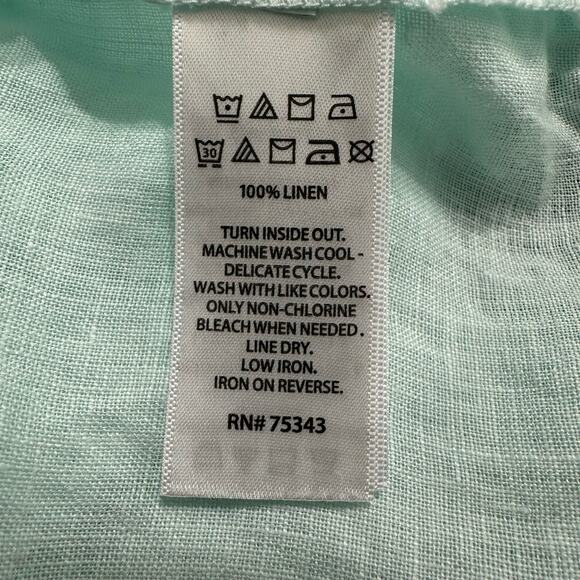 30
100% LINEN
TURN INSIDE OUT.
MACHINE WASH COOL -
DELICATE CYCLE.
WASH WITH LIKE COLORS.
ONLY NON-CHLORINE
BLEACH WHEN NEEDED.
LINE DRY.
LOW IRON.
IRON ON REVERSE.
RN# 75343